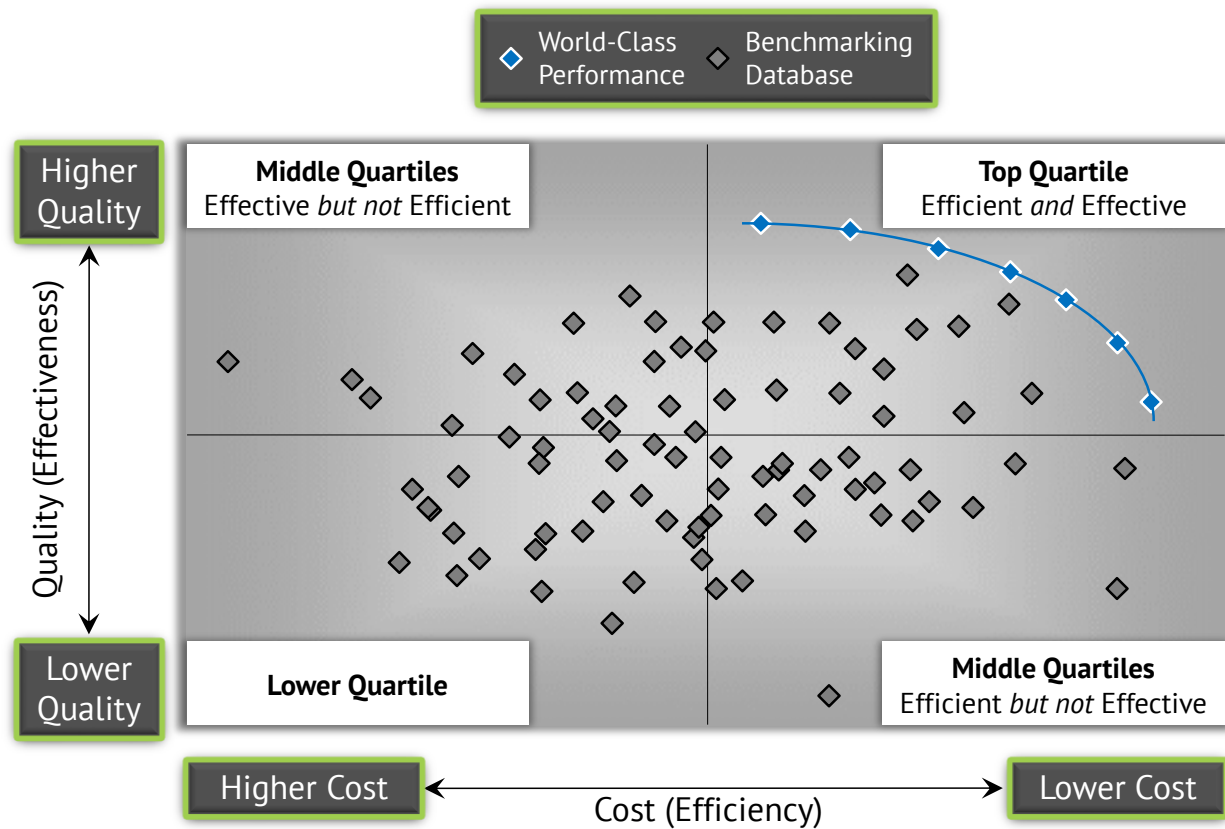 World-Class
Performance
Benchmarking
Database
Higher
Quality
Middle Quartiles
Effective but not Efficient
Top Quartile
Efficient and Effective
Quality (Effectiveness)
Lower
Quality
Lower Quartile
Middle Quartiles
Efficient but not Effective
Higher Cost
Cost (Efficiency)
Lower Cost